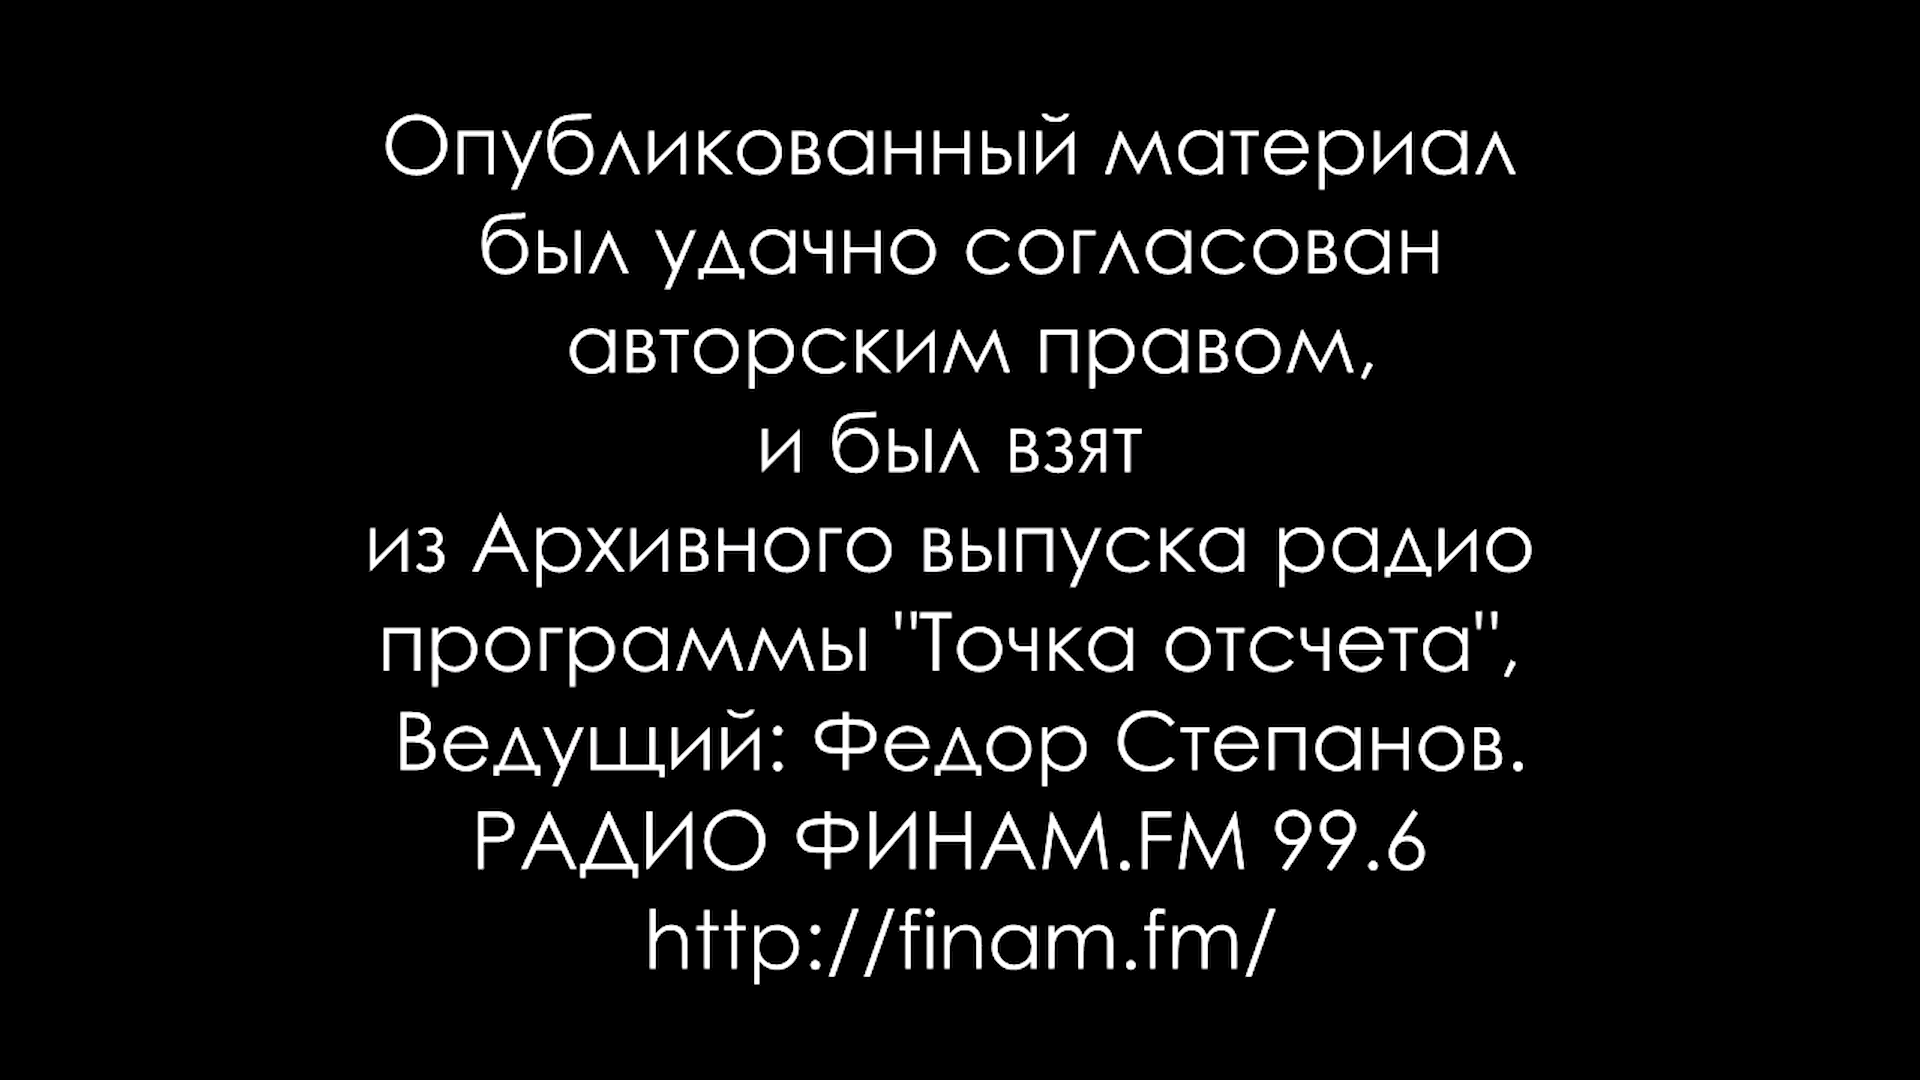 Опубликованный материал
был удачно согласован
авторским правом,
и был взят
из Архивного выпуска радио
программы "Точка отсчета",
Ведущий: Федор Степанов.
РАДИО ФИНАМ.FM 99.6
http://finam.fm/